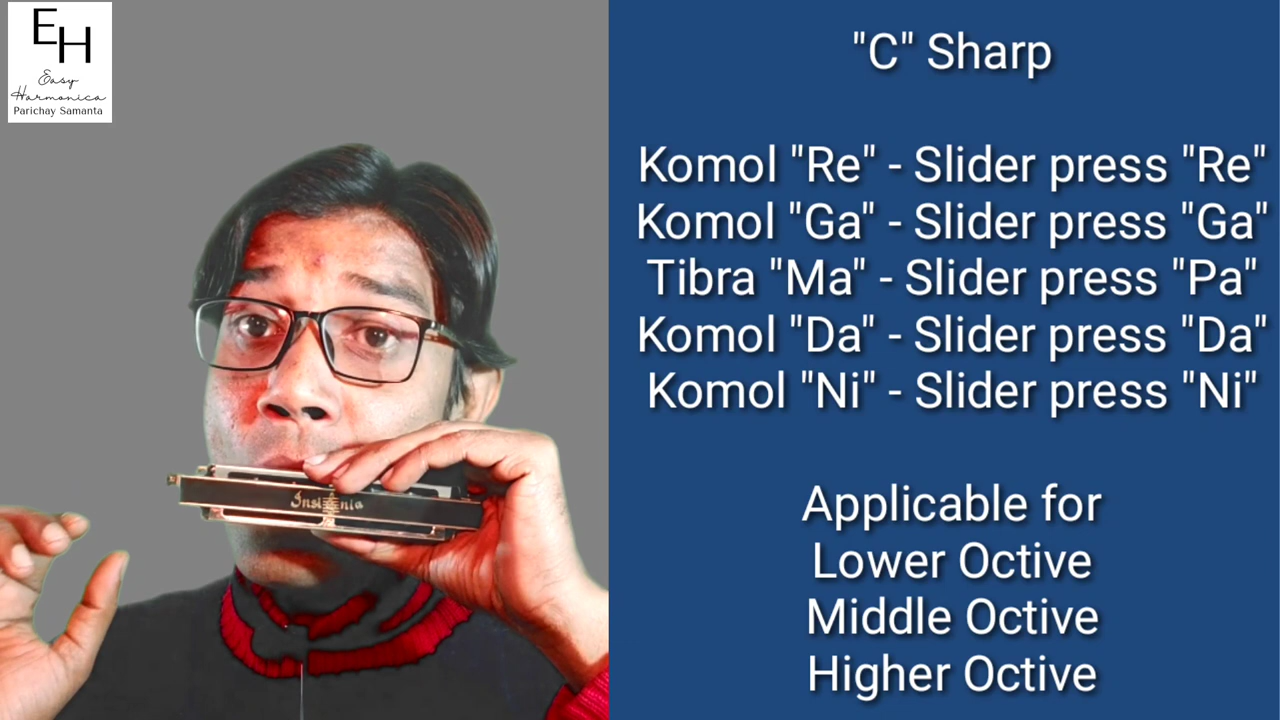 EH
Easy
Harmonica
Parichay Samanta
"C" Sharp
Komol "Re" - Slider press "Re"
Komol "Ga" - Slider press "Ga"
Tibra "Ma" - Slider press "Pa"
Komol "Da" - Slider press "Da"
Komol "Ni" - Slider press "Ni"
Applicable for
Lower Octive
Middle Octive
Higher Octive